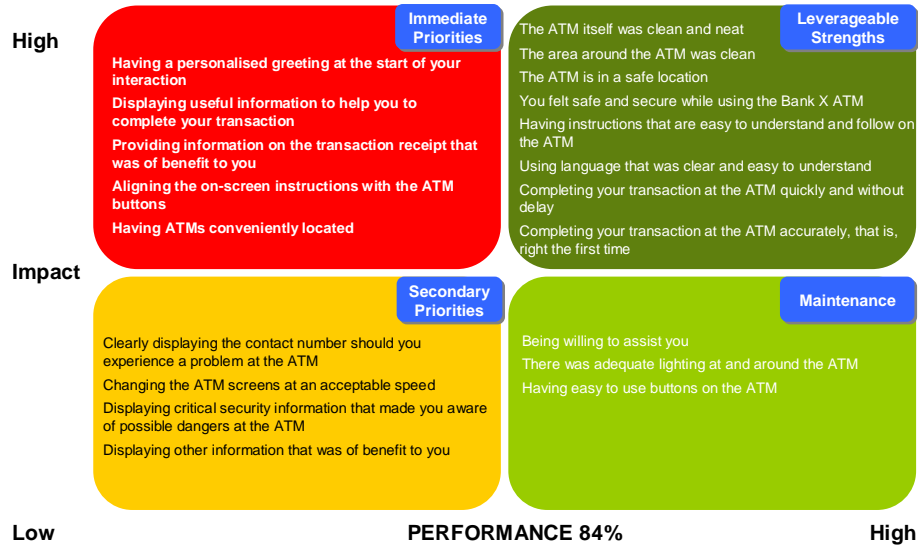 High
Immediate
Priorities
Having a personalised greeting at the start of your
interaction
Displaying useful information to help you to
complete your transaction
Providing information on the transaction receipt that
was of benefit to you
Aligning the on-screen instructions with the ATM
buttons
Having ATMs conveniently located
Leverageable
Strengths
The ATM itself was clean and neat
The area around the ATM was clean
The ATM is in a safe location
You felt safe and secure while using the Bank X ATM
Having instructions that are easy to understand and follow on
the ATM
Using language that was clear and easy to understand
Completing your transaction at the ATM quickly and without
delay
Completing your transaction at the ATM accurately, that is,
right the first time
Impact
Secondary
Priorities
Clearly displaying the contact number should you
experience a problem at the ATM
Changing the ATM screens at an acceptable speed
Displaying critical security information that made you aware
of possible dangers at the ATM
Displaying other information that was of benefit to you
Maintenance
Being willing to assist you
There was adequate lighting at and around the ATM
Having easy to use buttons on the ATM
Low
PERFORMANCE 84%
High